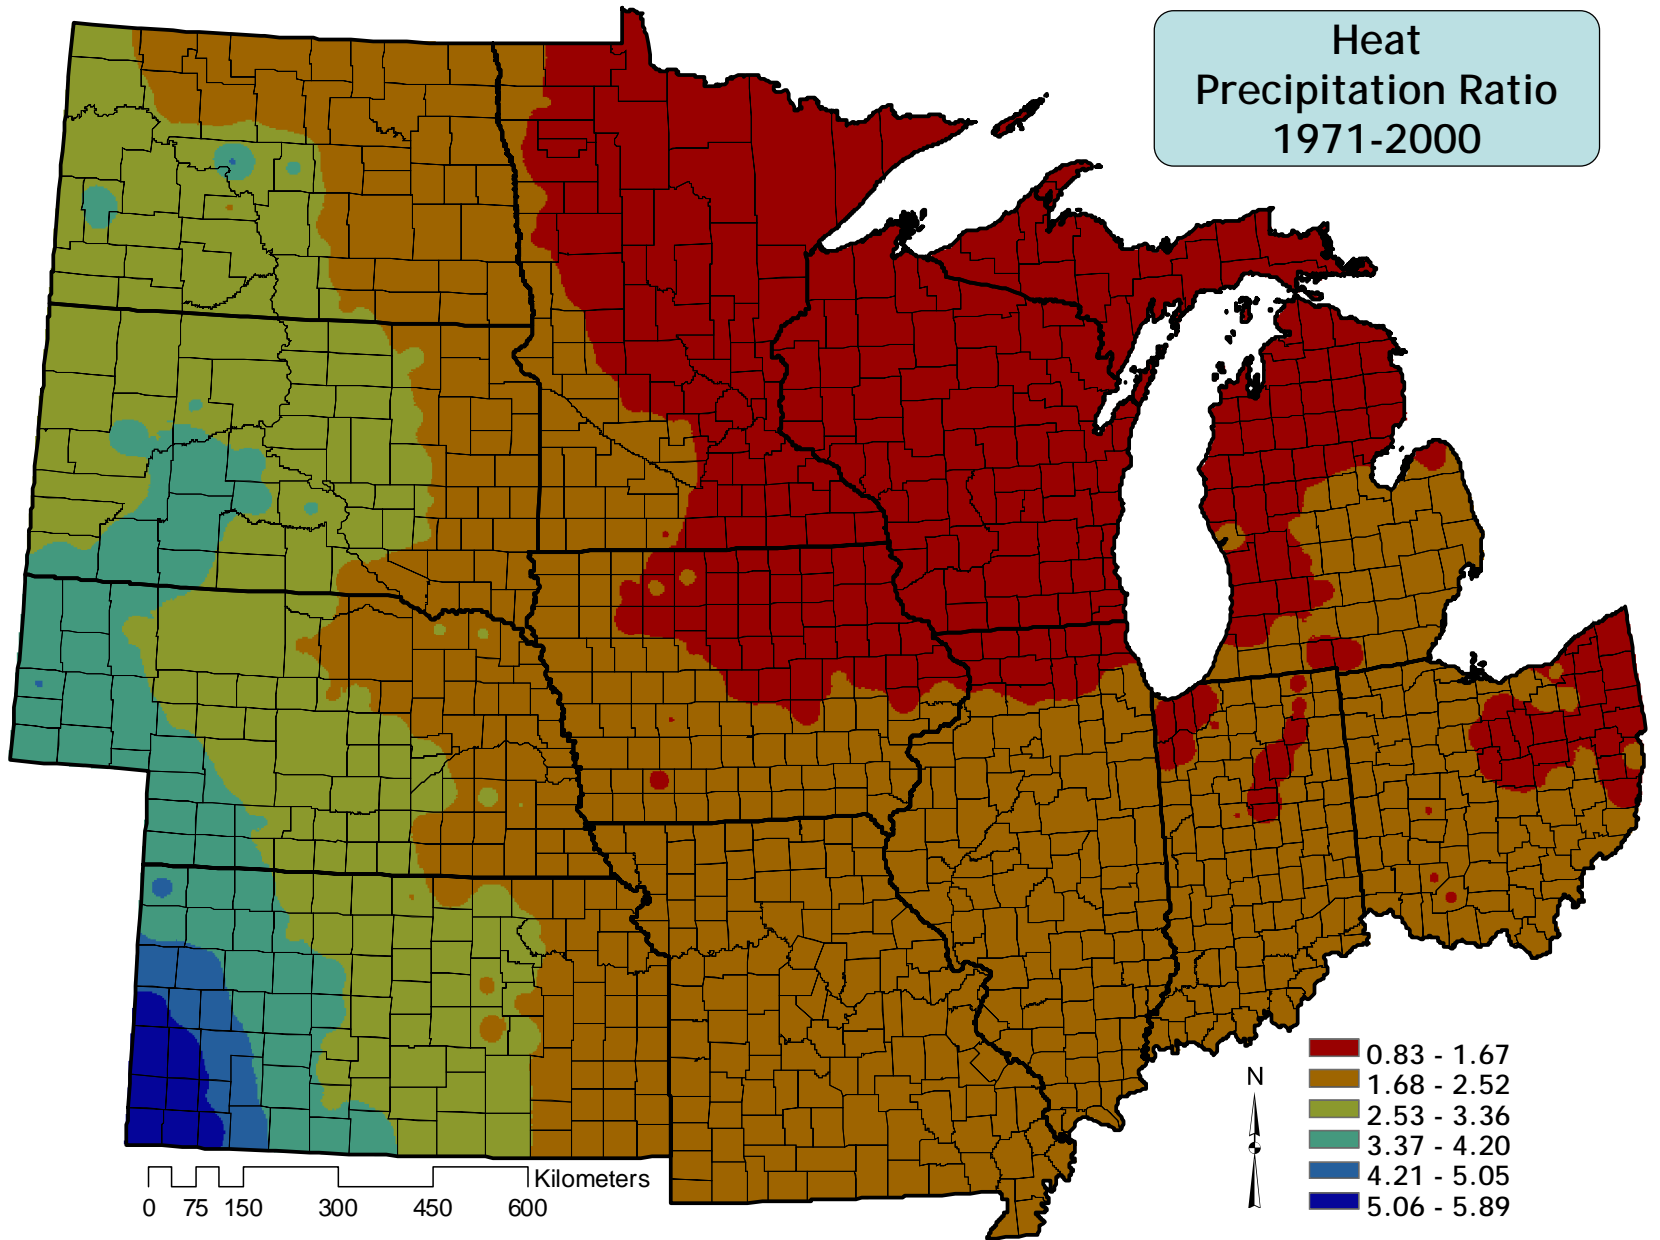 Heat
Precipitation Ratio
1971-2000
0.83 - 1.67
1.68 - 2.52
2.53 - 3.36
3.37 - 4.20
4.21 - 5.05
5.06 - 5.89
N
Kilometers
0 75 150 300 450 600